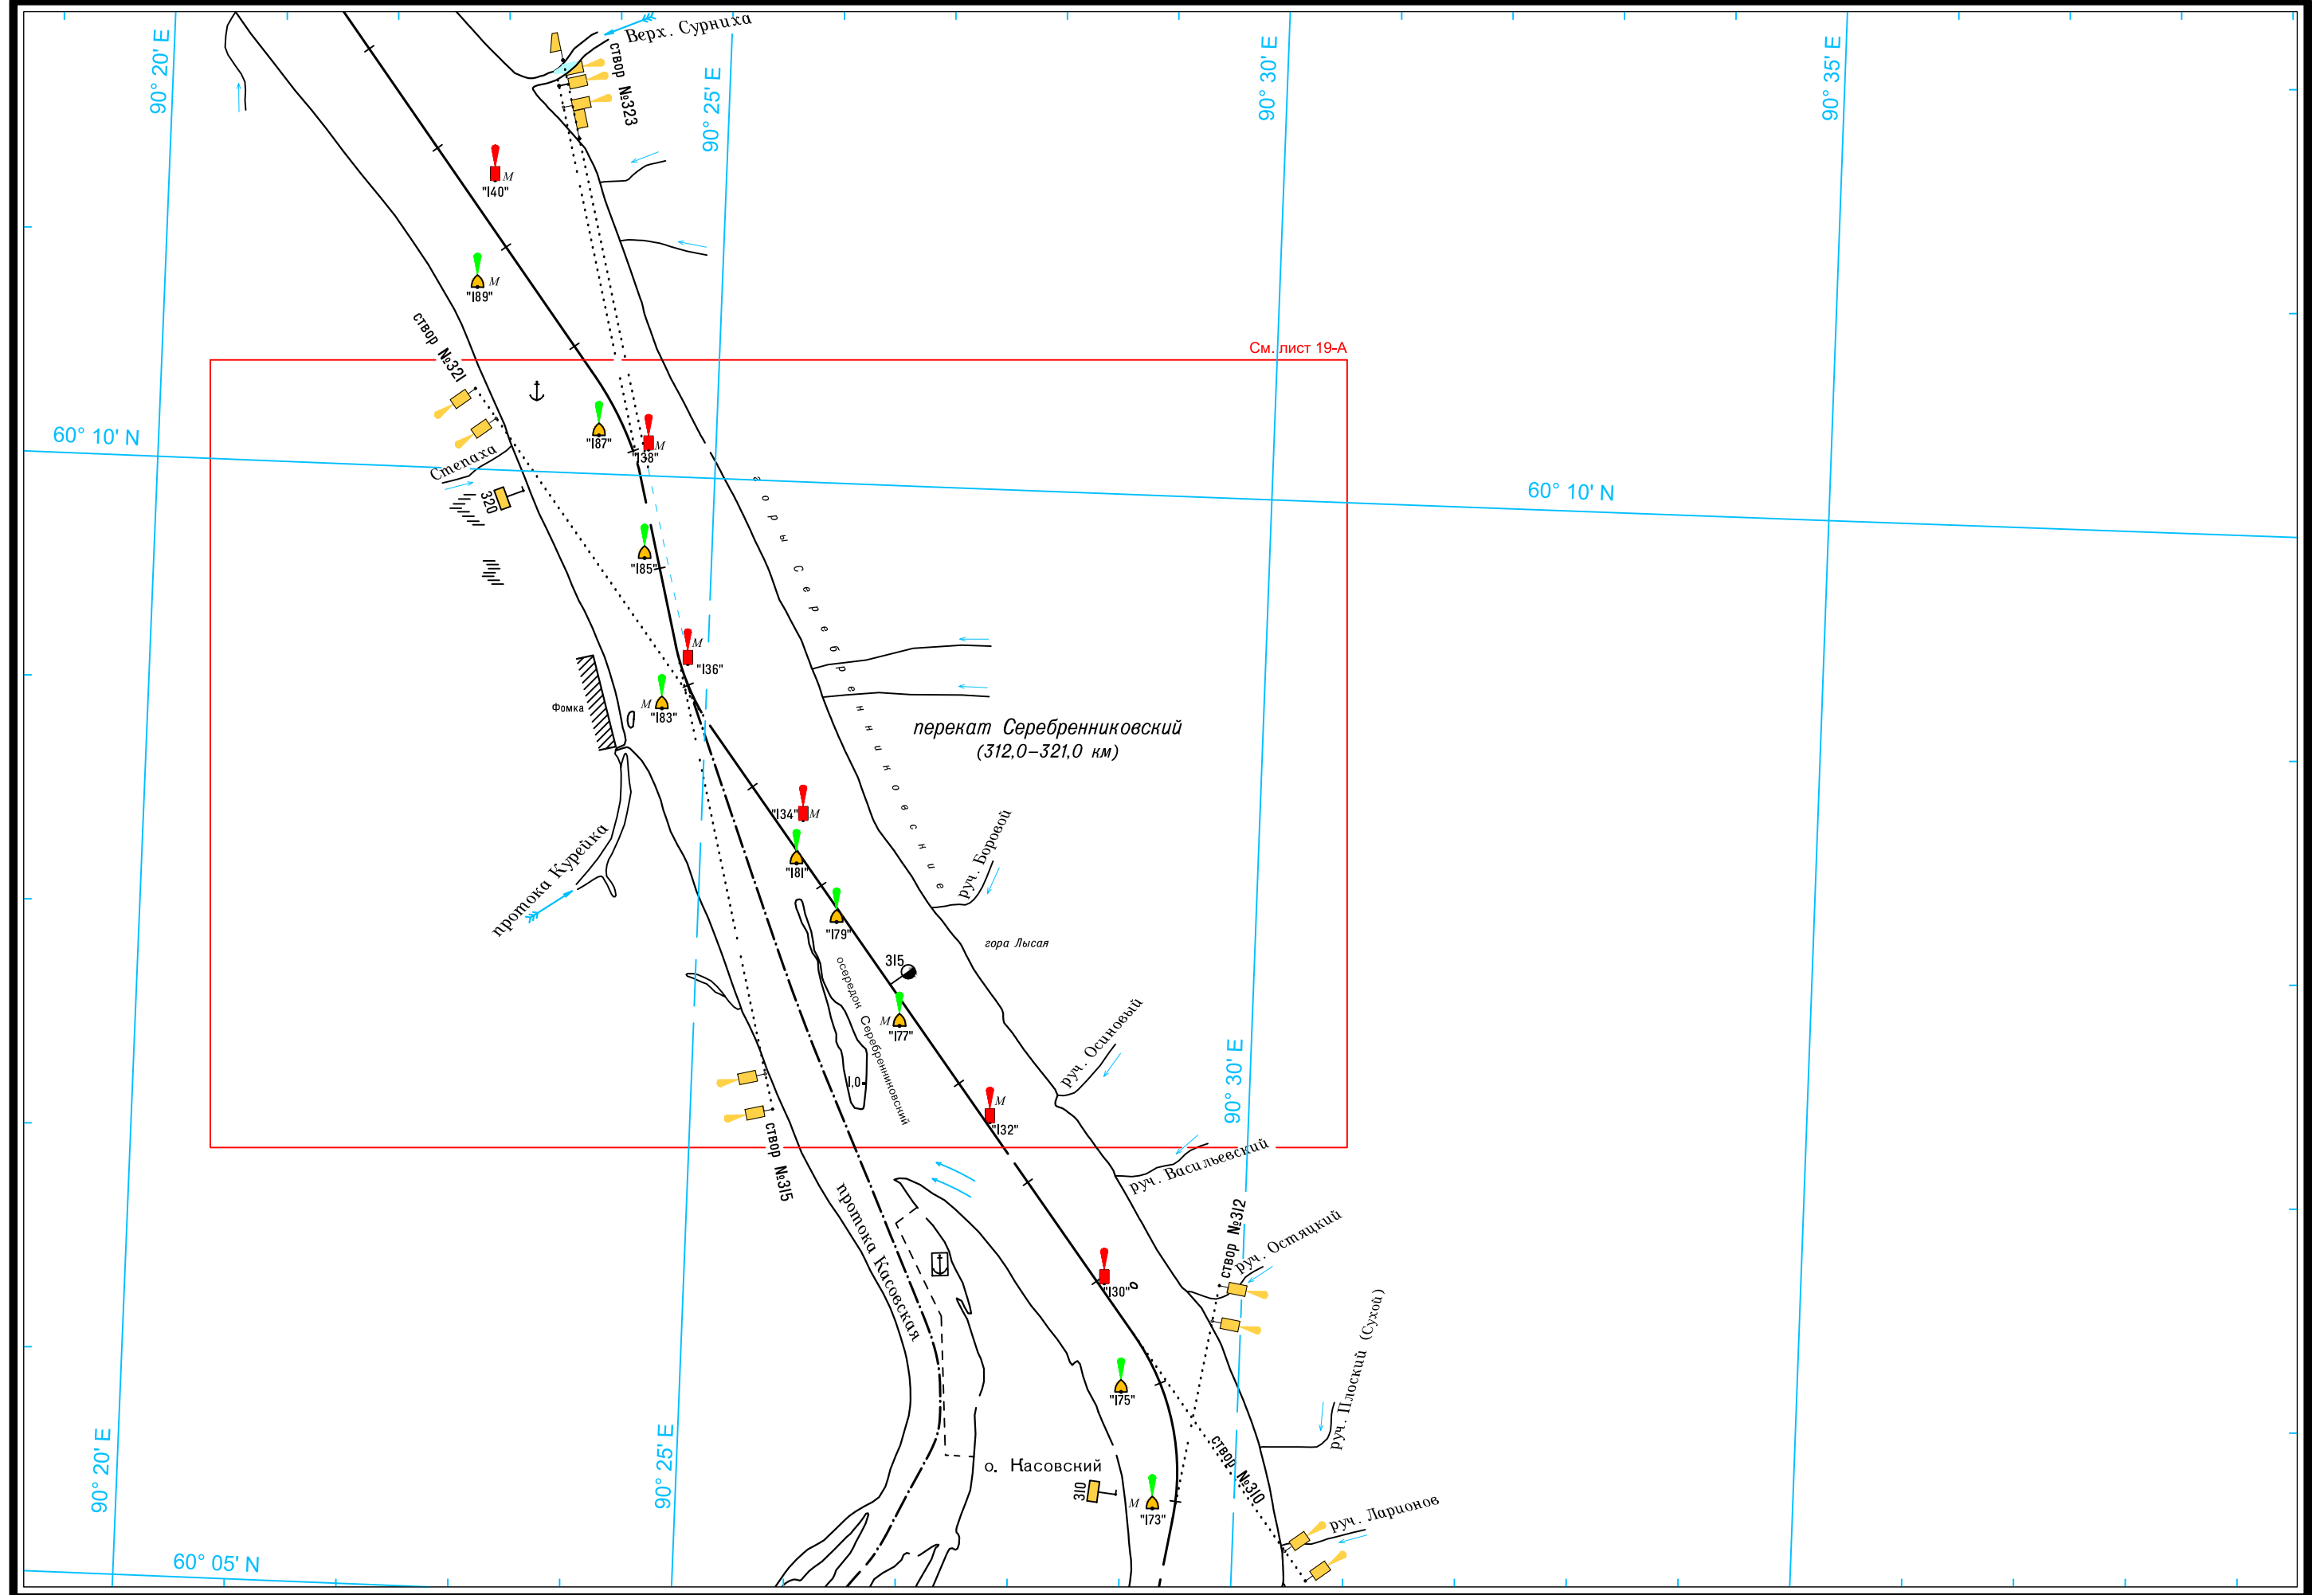 90° 20' E
Верх. Сурниха
створ №323
90° 25' E
90° 30' E
90° 35' E
"140"
М
"189"
М
створ №321
См. лист 19-А
60° 10' N
"187"
"138"
М
Степаха
320
60° 10' N
горы Серебренниковские
"185"
М
"136"
Фомка
М
"183"
перекат Серебренниковский
(312,0–321,0 км)
"134"
М
"181"
протока Курейка
руч. Боровой
"179"
гора Лысая
315
осередок Серебренниковский
М
"177"
руч. Осиновый
1,0
М
"132"
90° 30' E
створ №315
руч. Васильевский
протока Касовская
створ №312
руч. Остяцкий
"130"
руч. Плоский (Сухой)
"175"
90° 20' E
90° 25' E
створ №310
о. Касовский
310
М
"173"
руч. Ларионов
60° 05' N